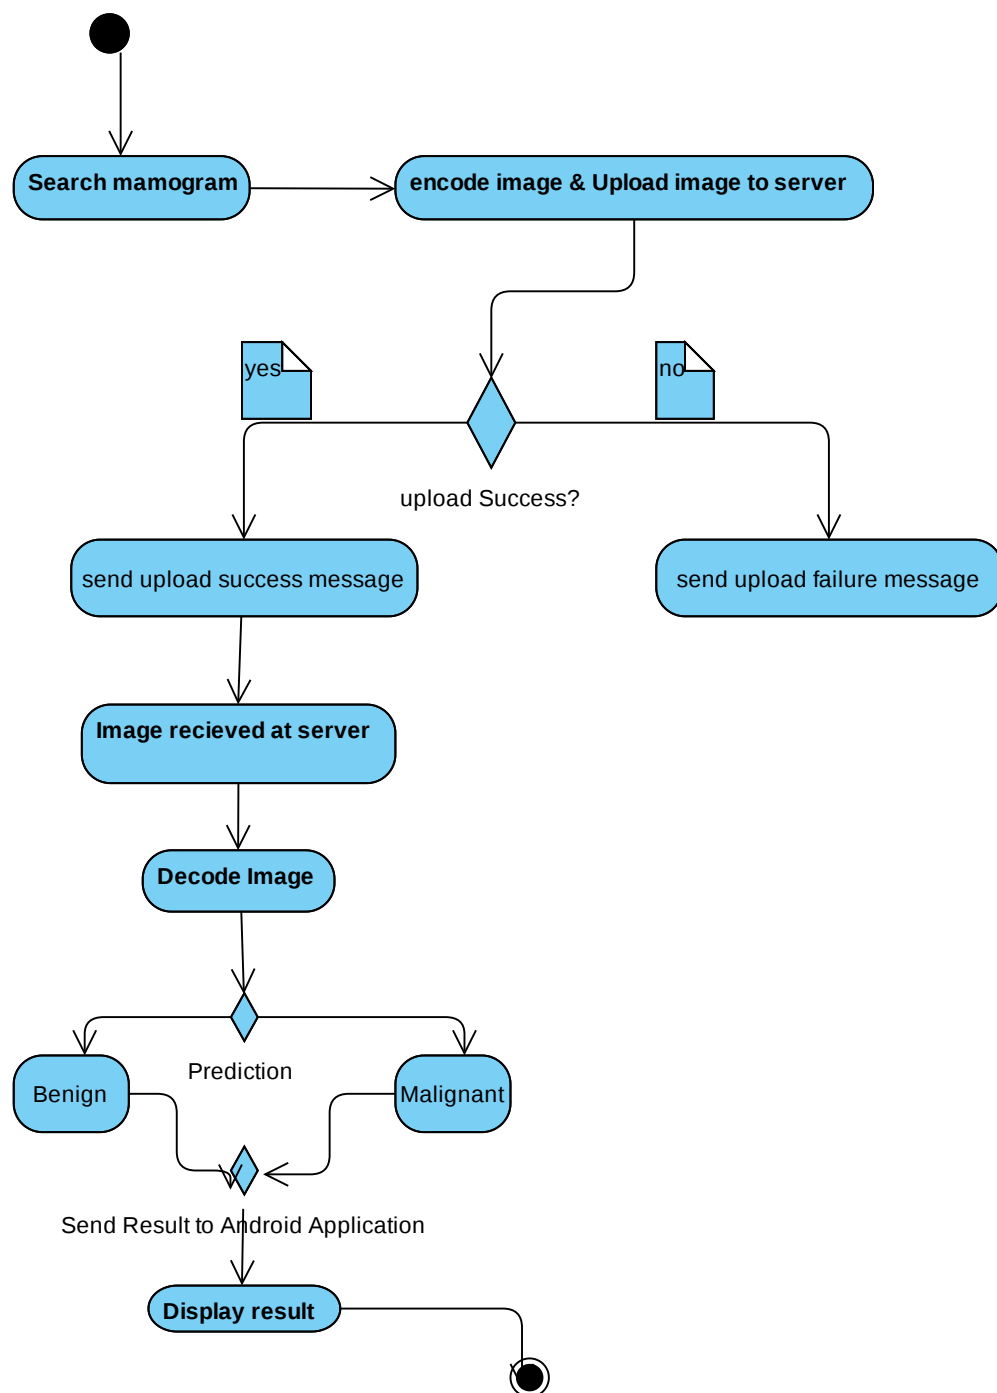 Search mamogram
encode image & Upload image to server
yes
no
upload Success?
send upload success message
send upload failure message
Image recieved at server
Decode Image
Prediction
Benign
Malignant
Send Result to Android Application
Display result